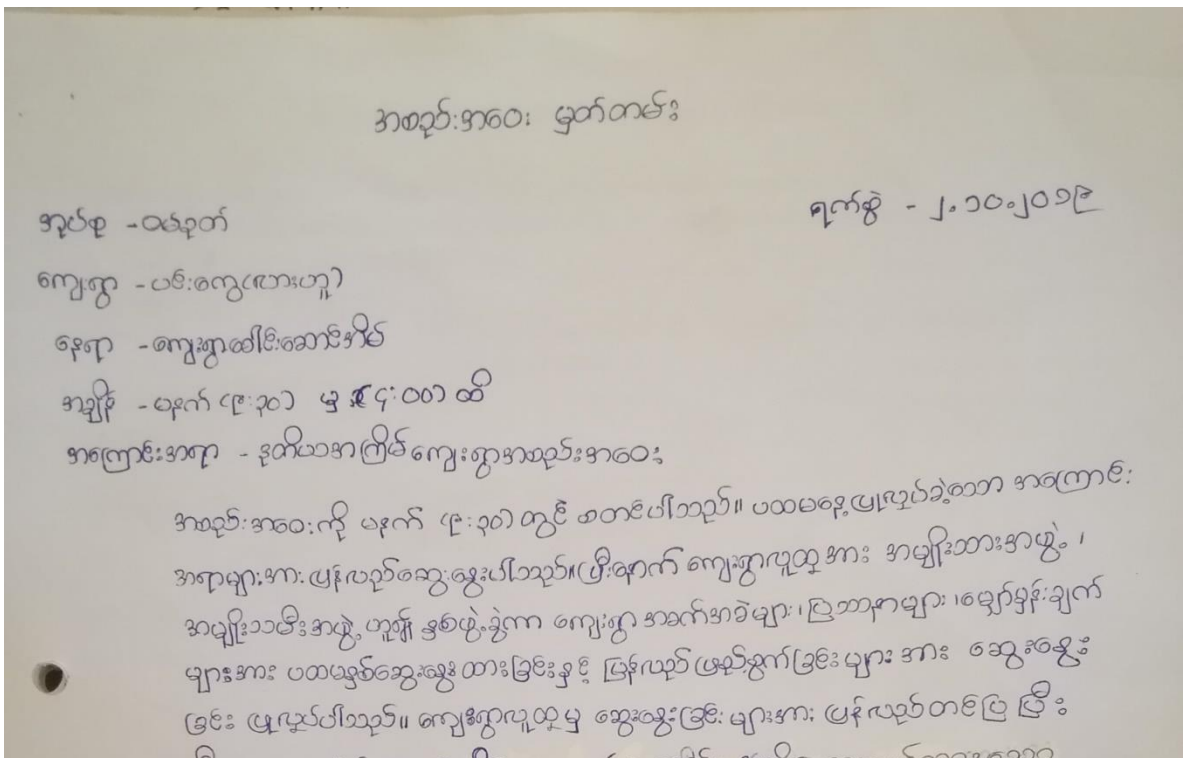 အစည်းအဝေး မှတ်တမ်း
ရက်စွဲ - ၂.၁၀.၂၀၁၉
အုပ်စု - ဝမ်ခုတ်
ကျေးရွာ - ပင်းကွေ(လားဟူ)
နေရာ - ကျေးရွာခေါင်းဆောင်အိမ်
အချိန် - မနက် (၉:၃၀) မှ (၄:၀၀) ထိ
အကြောင်းအရာ - ဒုတိယအကြိမ်ကျေးရွာအစည်းအဝေး
အစည်းအဝေးကို မနက် (၉:၃၀) တွင် စတင်ပါသည်။ ပထမနေ့ပြုလုပ်ခဲ့သော အကြောင်း
အရာများအား ပြန်လည်ဆွေးနွေးပါသည်။ ပြီးနောက် ကျေးရွာလူထုအား အမျိုးသားအဖွဲ့၊
အမျိုးသမီးအဖွဲ့ ဟူ၍ နှစ်ဖွဲ့ခွဲကာ ကျေးရွာ အခက်အခဲများ၊ ပြဿနာများ၊ မျှော်မှန်းချက်
များအား ပထမနှစ်ဆွေးနွေးထားခြင်းနှင့် ပြန်လည် ဖြည့်စွက်ခြင်းများအား ဆွေးနွေး
ခြင်း ပြုလုပ်ပါသည်။ ကျေးရွာလူထုမှ ဆွေးနွေးခြင်းများအား ပြန်လည်တင်ပြ ပြီး